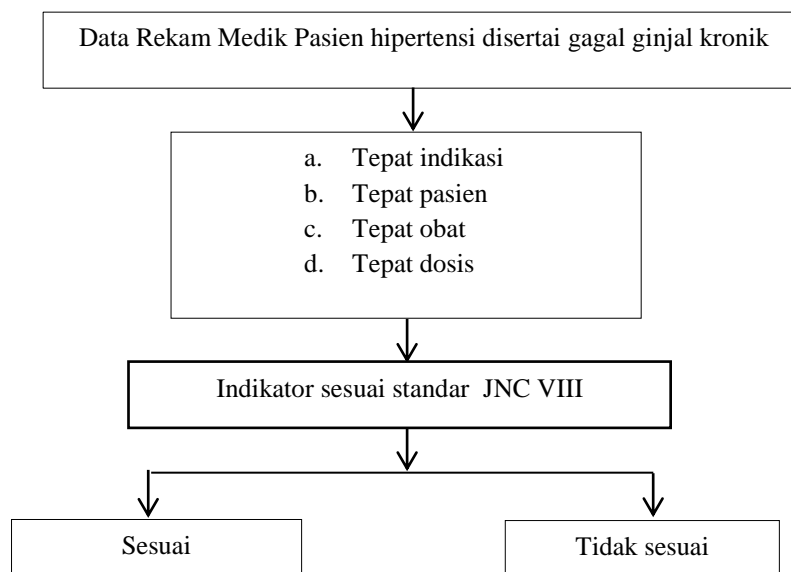 Data Rekam Medik Pasien hipertensi disertai gagal ginjal kronik
a. Tepat indikasi
b. Tepat pasien
c. Tepat obat
d. Tepat dosis
Indikator sesuai standar JNC VIII
Sesuai
Tidak sesuai